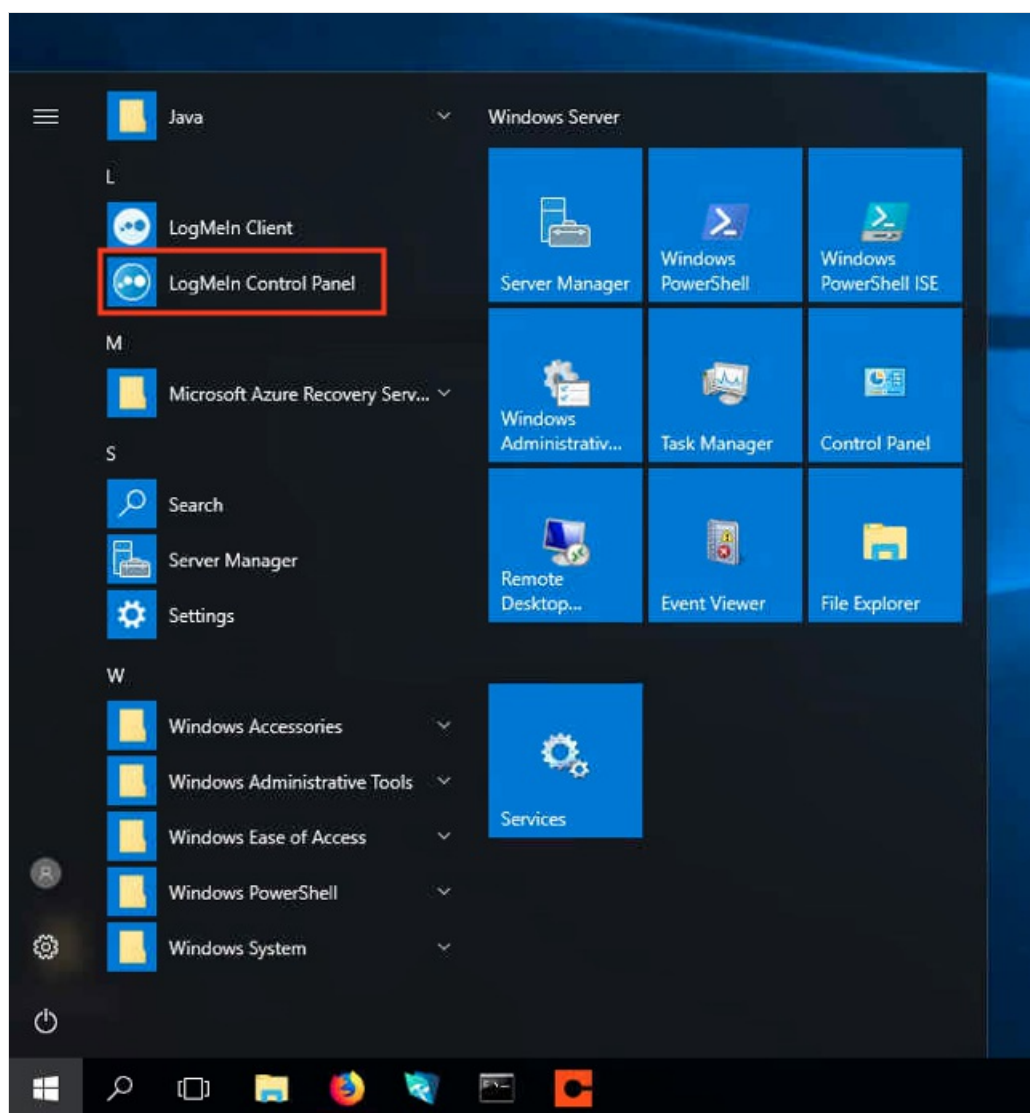 Java
L
LogMeIn Client
LogMeIn Control Panel
M
Microsoft Azure Recovery Serv...
S
Search
Server Manager
Settings
W
Windows Accessories
Windows Administrative Tools
Windows Ease of Access
Windows PowerShell
Windows System
Windows Server
Server Manager
Windows
PowerShell
Windows
PowerShell ISE
Windows
Administrativ...
Task Manager
Control Panel
Remote
Desktop...
Event Viewer
File Explorer
Services